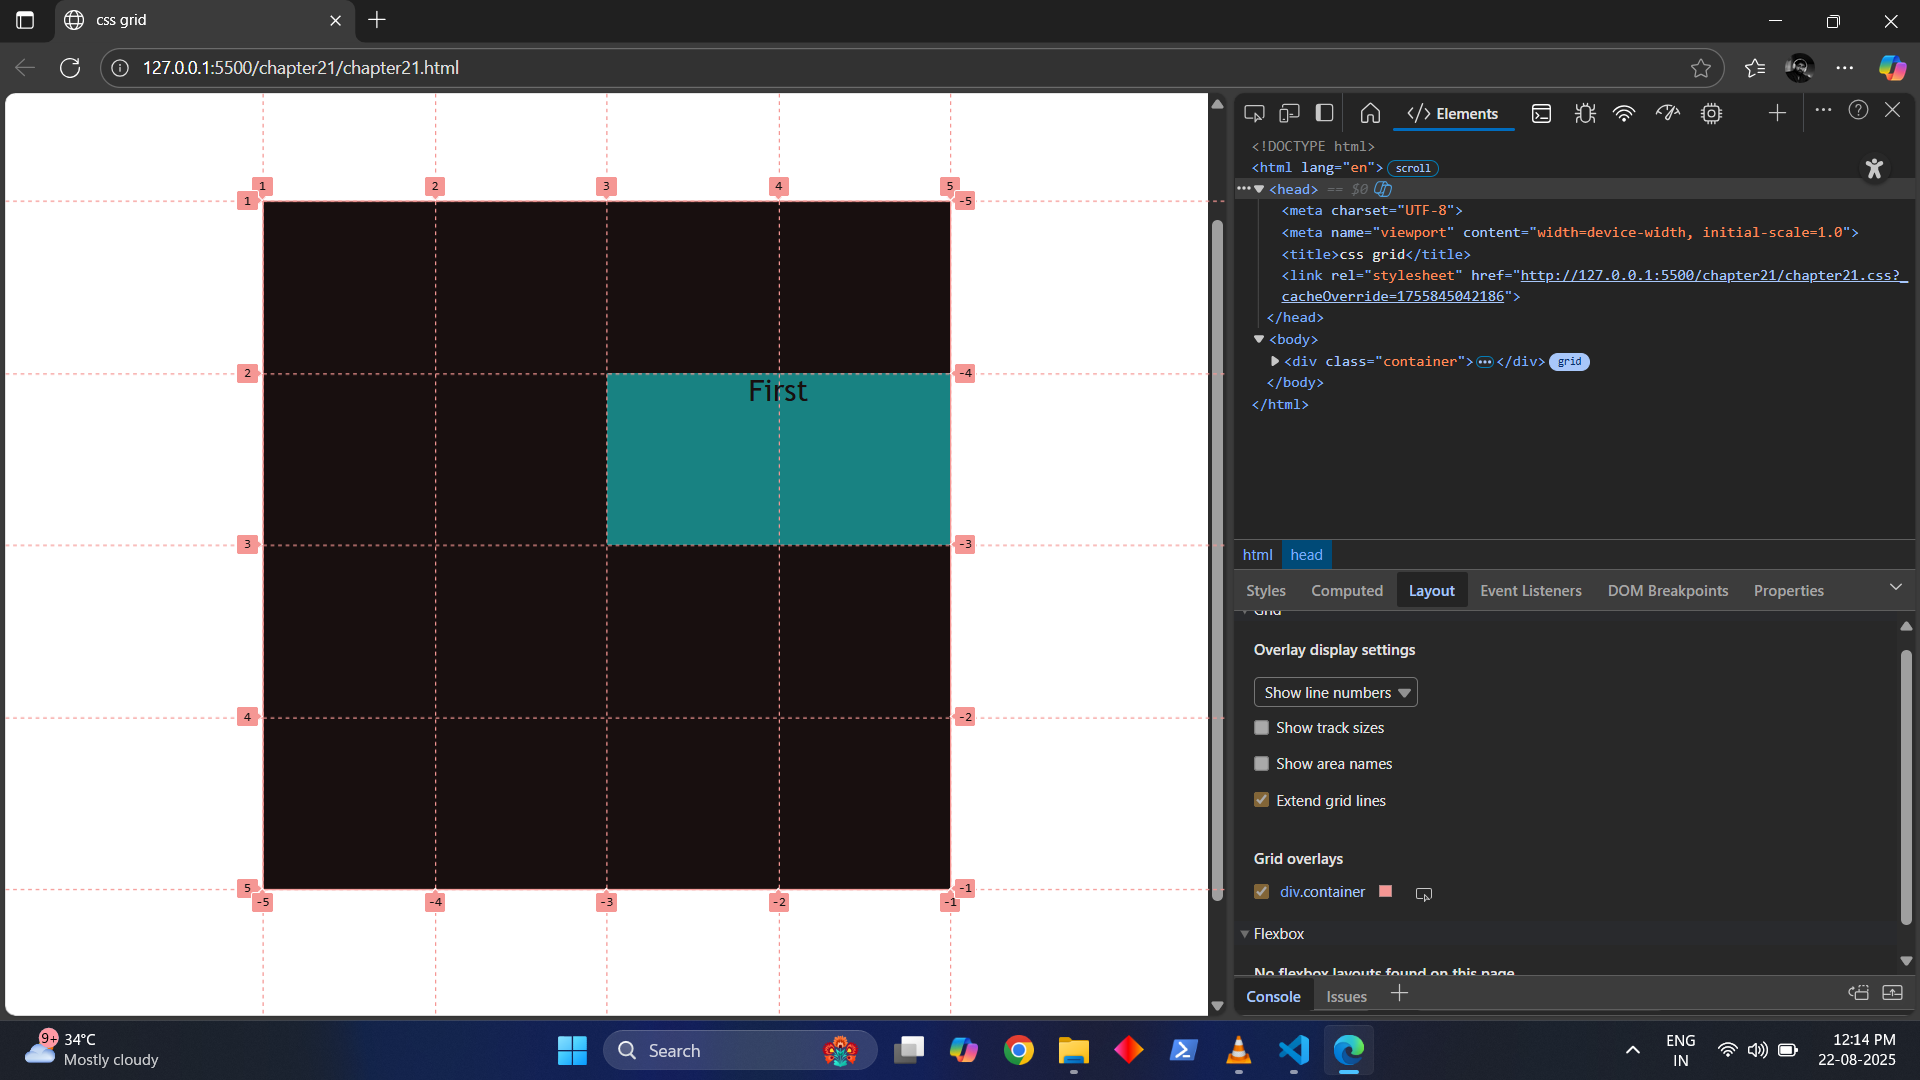 css grid
127.0.0.1:5500/chapter21/chapter21.html
1 2 3 4 5
1 -5
2 -4
First
3 -3
4 -2
5 -1
-5 -4 -3 -2 -1
Elements
<!DOCTYPE html>
<html lang="en"> scroll
<head> == $0
<meta charset="UTF-8">
<meta name="viewport" content="width=device-width, initial-scale=1.0">
<title>css grid</title>
<link rel="stylesheet" href="http://127.0.0.1:5500/chapter21/chapter21.css?_
cacheOverride=1755845042186">
</head>
<body>
<div class="container"> ••• </div> grid
</body>
</html>
html head
Styles Computed Layout Event Listeners DOM Breakpoints Properties
Grid
Overlay display settings
Show line numbers
Show track sizes
Show area names
Extend grid lines
Grid overlays
div.container
Flexbox
No flexbox layouts found on this page
Console Issues
9+ 34°C
Mostly cloudy
Search
ENG
IN
12:14 PM
22-08-2025